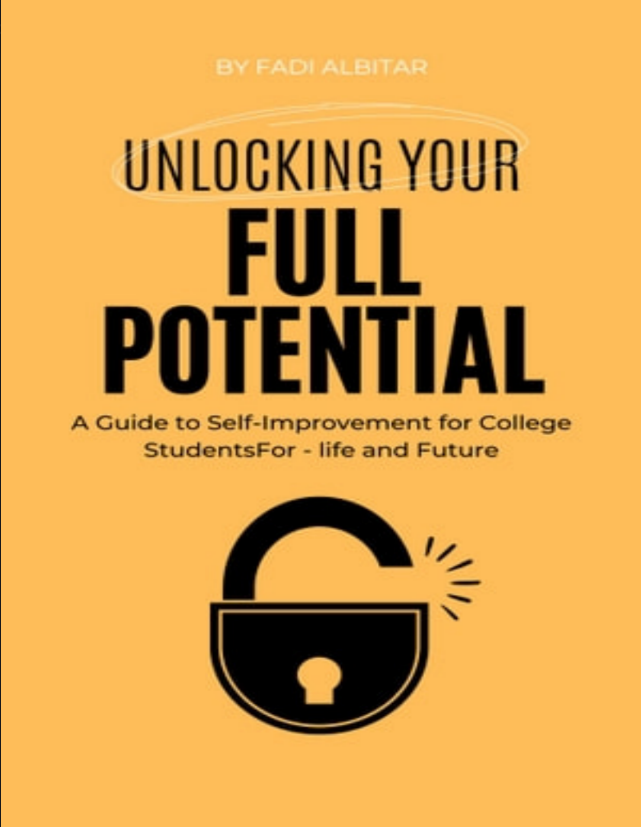 BY FADI ALBITAR
UNLOCKING YOUR
FULL
POTENTIAL
A Guide to Self-Improvement for College
StudentsFor - life and Future